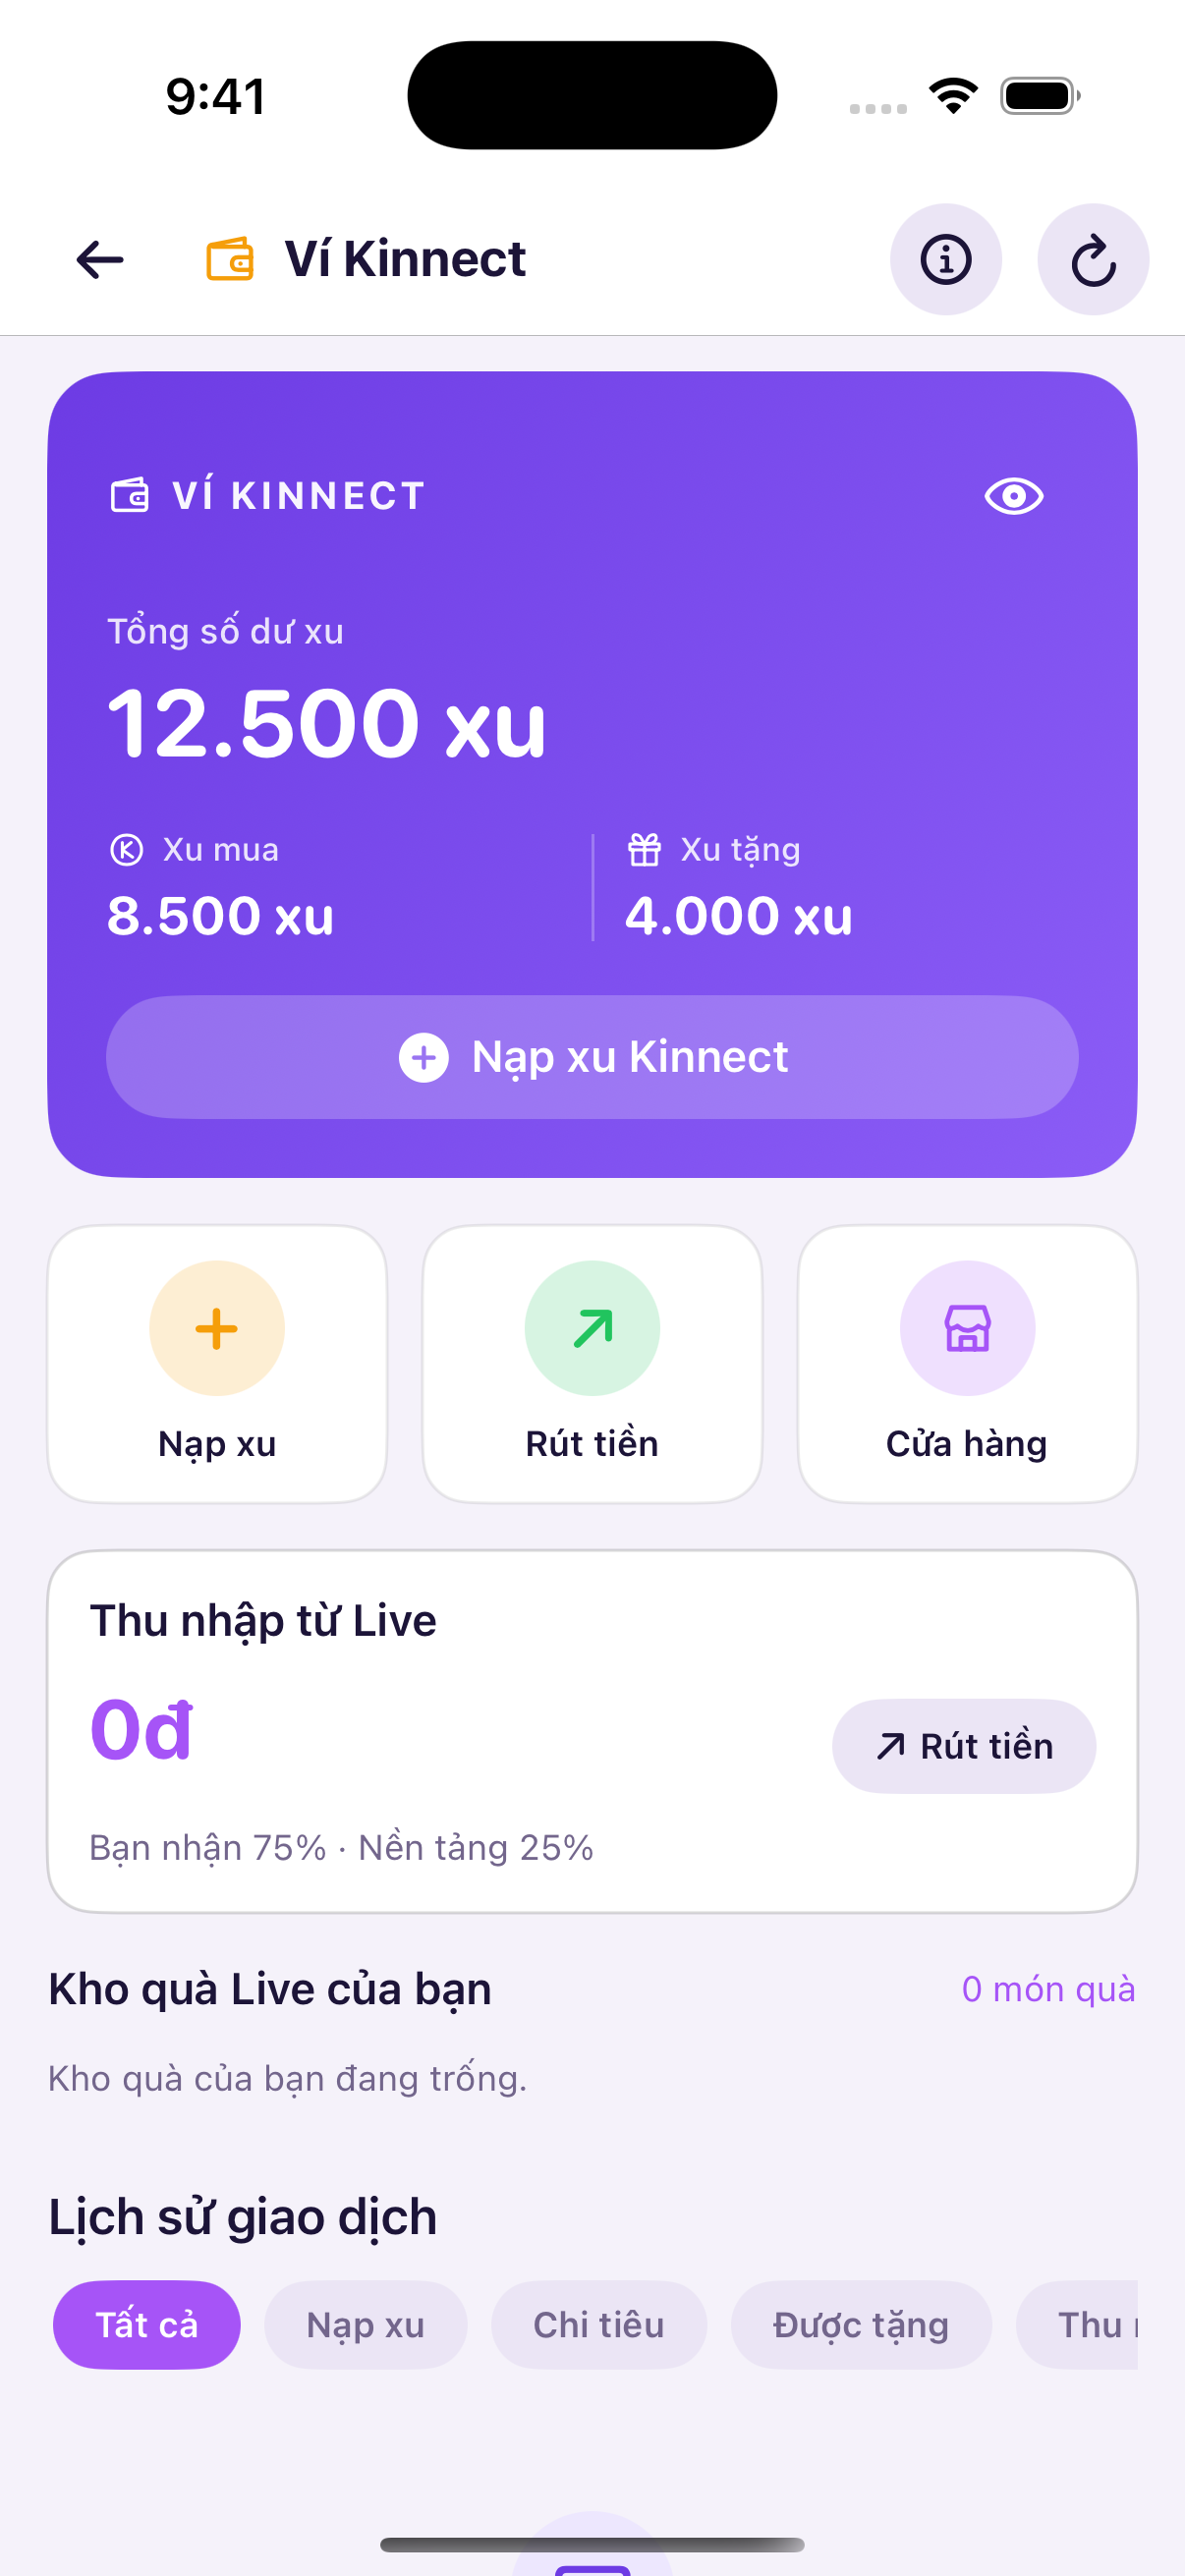 9:41
Ví Kinnect
VÍ KINNECT
Tổng số dư xu
12.500 xu
Xu mua
Xu tặng
8.500 xu
4.000 xu
Nạp xu Kinnect
Nạp xu
Rút tiền
Cửa hàng
Thu nhập từ Live
0đ
Rút tiền
Bạn nhận 75% · Nền tảng 25%
Kho quà Live của bạn
0 món quà
Kho quà của bạn đang trống.
Lịch sử giao dịch
Tất cả
Nạp xu
Chi tiêu
Được tặng
Thu